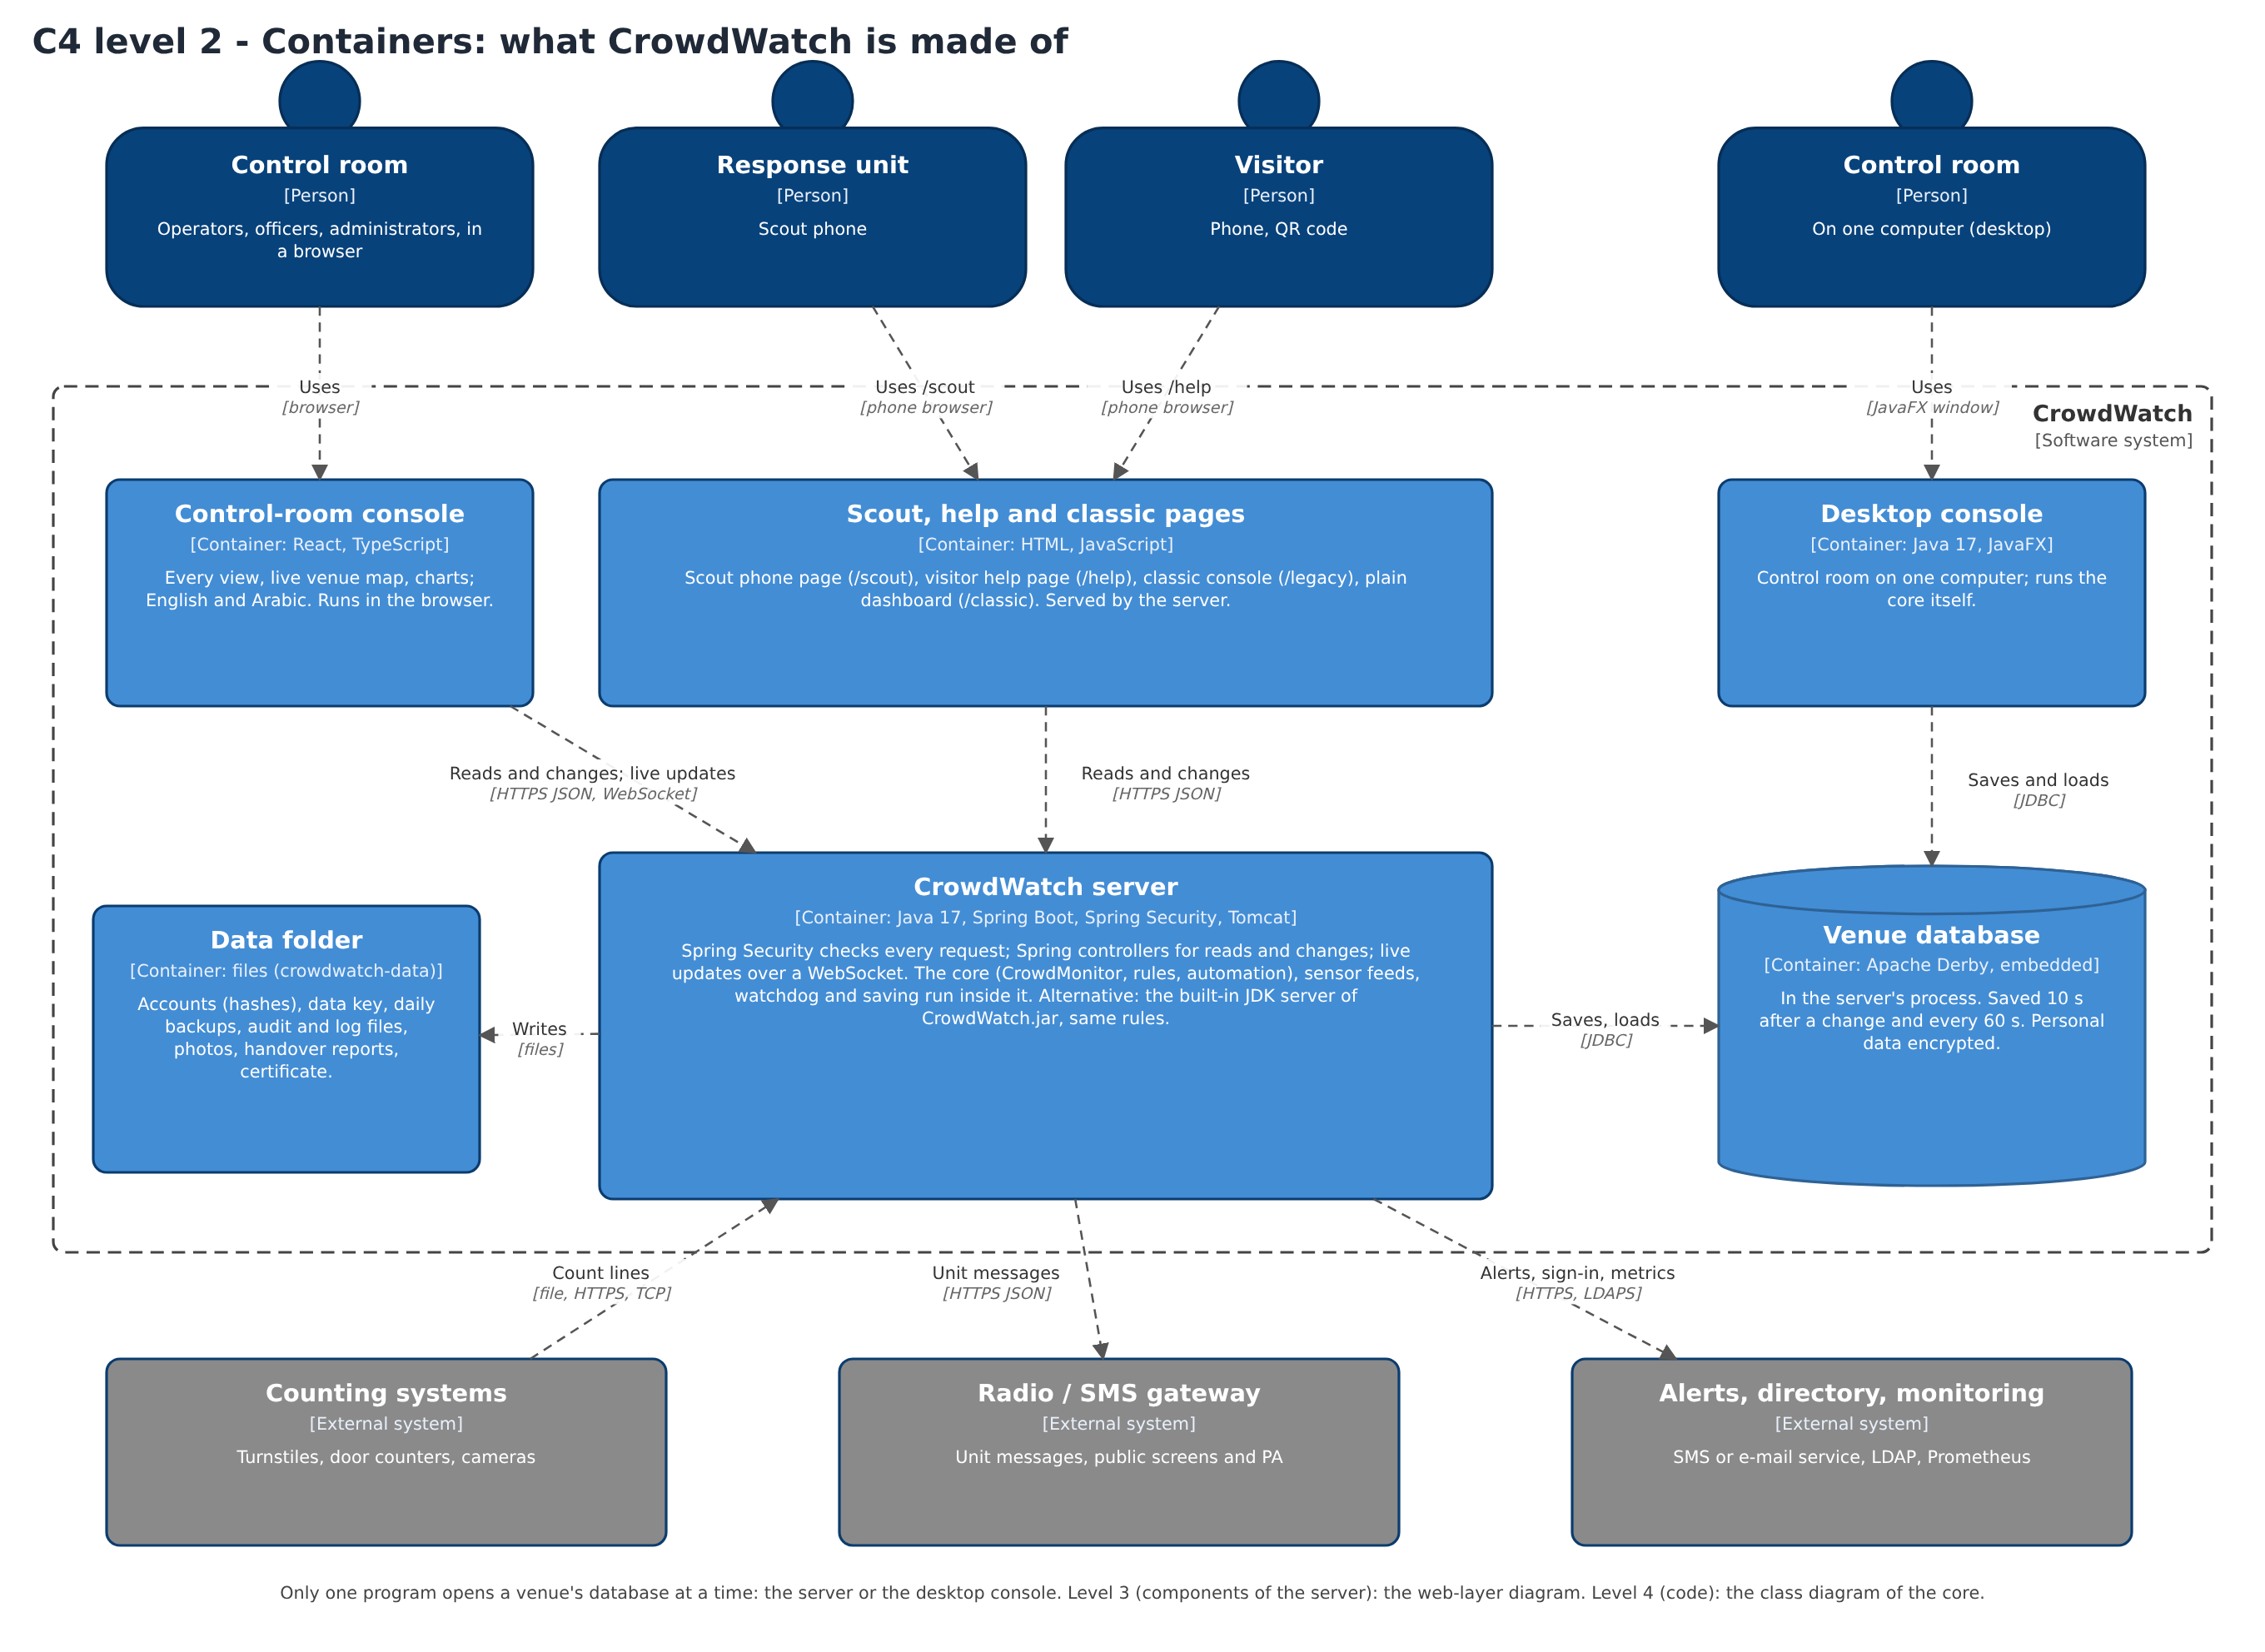 C4 level 2 - Containers: what CrowdWatch is made of
Control room
[Person]
Operators, officers, administrators, in
a browser
Response unit
[Person]
Scout phone
Visitor
[Person]
Phone, QR code
Control room
[Person]
On one computer (desktop)
Uses
[browser]
Uses /scout
[phone browser]
Uses /help
[phone browser]
Uses
[JavaFX window]
CrowdWatch
[Software system]
Control-room console
[Container: React, TypeScript]
Every view, live venue map, charts;
English and Arabic. Runs in the browser.
Scout, help and classic pages
[Container: HTML, JavaScript]
Scout phone page (/scout), visitor help page (/help), classic console (/legacy), plain
dashboard (/classic). Served by the server.
Desktop console
[Container: Java 17, JavaFX]
Control room on one computer; runs the
core itself.
Reads and changes; live updates
[HTTPS JSON, WebSocket]
Reads and changes
[HTTPS JSON]
Saves and loads
[JDBC]
Data folder
[Container: files (crowdwatch-data)]
Accounts (hashes), data key, daily
backups, audit and log files,
photos, handover reports,
certificate.
Writes
[files]
CrowdWatch server
[Container: Java 17, Spring Boot, Spring Security, Tomcat]
Spring Security checks every request; Spring controllers for reads and changes; live
updates over a WebSocket. The core (CrowdMonitor, rules, automation), sensor feeds,
watchdog and saving run inside it. Alternative: the built-in JDK server of
CrowdWatch.jar, same rules.
Saves, loads
[JDBC]
Venue database
[Container: Apache Derby, embedded]
In the server's process. Saved 10 s
after a change and every 60 s. Personal
data encrypted.
Count lines
[file, HTTPS, TCP]
Unit messages
[HTTPS JSON]
Alerts, sign-in, metrics
[HTTPS, LDAPS]
Counting systems
[External system]
Turnstiles, door counters, cameras
Radio / SMS gateway
[External system]
Unit messages, public screens and PA
Alerts, directory, monitoring
[External system]
SMS or e-mail service, LDAP, Prometheus
Only one program opens a venue's database at a time: the server or the desktop console. Level 3 (components of the server): the web-layer diagram. Level 4 (code): the class diagram of the core.